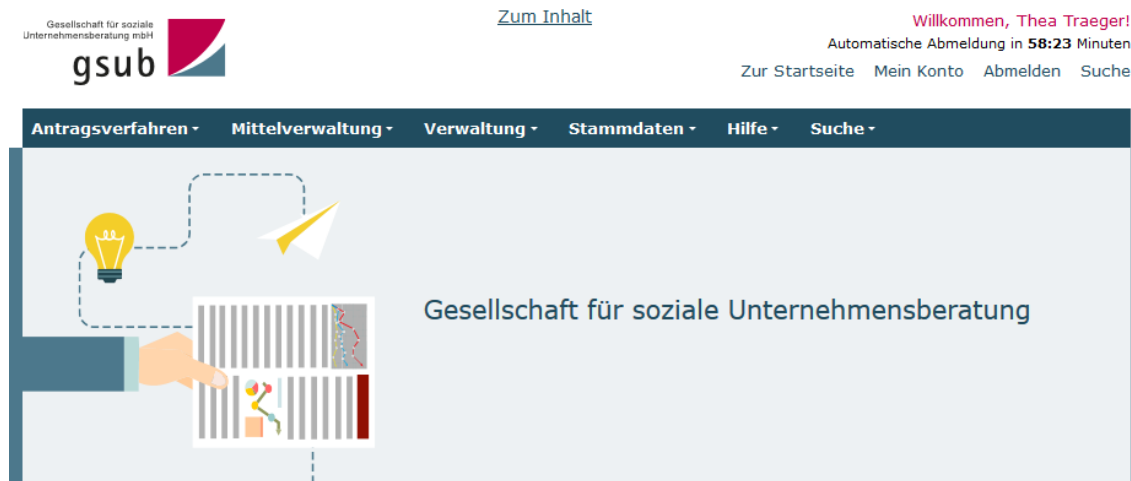 Gesellschaft für soziale
Unternehmensberatung mbH
gsub
Zum Inhalt
Willkommen, Thea Traeger!
Automatische Abmeldung in 58:23 Minuten
Zur Startseite Mein Konto Abmelden Suche
Antragsverfahren Mittelverwaltung Verwaltung Stammdaten Hilfe Suche
Gesellschaft für soziale Unternehmensberatung